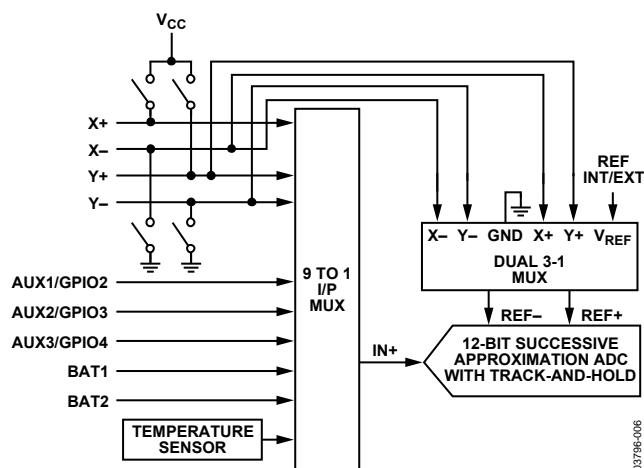 VCC
X+
X–
Y+
Y–
REF
INT/EXT
X– Y– GND X+ Y+ VREF
DUAL 3-1
MUX
9 TO 1
I/P
MUX
AUX1/GPIO2
AUX2/GPIO3
AUX3/GPIO4
BAT1
BAT2
TEMPERATURE
SENSOR
REF– REF+
IN+
12-BIT SUCCESSIVE
APPROXIMATION ADC
WITH TRACK-AND-HOLD
03796-006